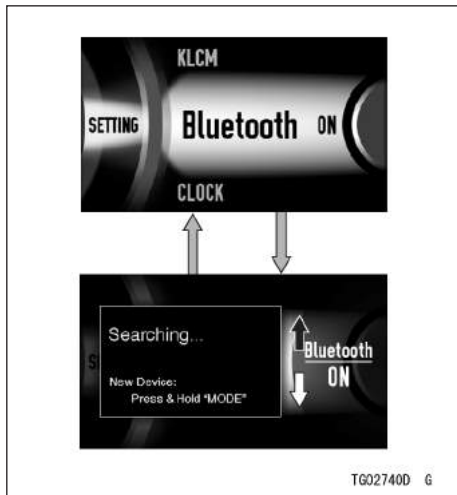 KLCM
SETTING Bluetooth ON
CLOCK
Searching...
New Device:
Press & Hold "MODE"
Bluetooth
ON
TG02740D G